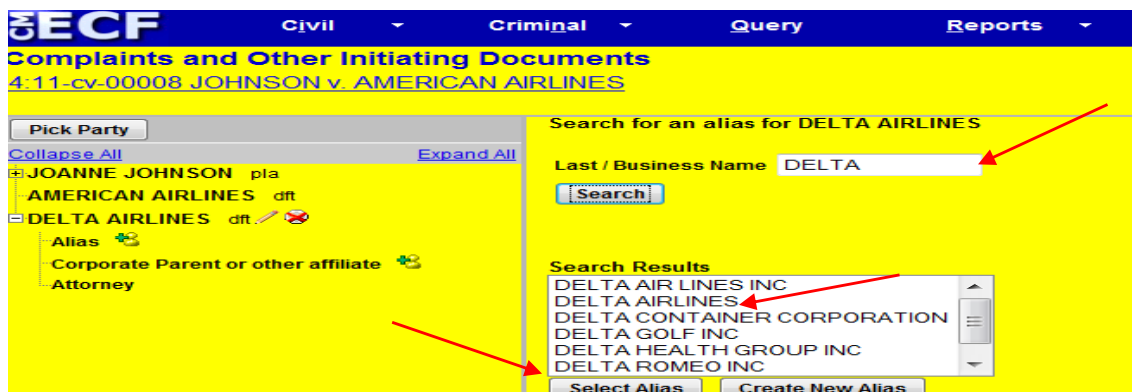 CM ECF Civil Criminal Query Reports
Complaints and Other Initiating Documents
4:11-cv-00008 JOHNSON v. AMERICAN AIRLINES
Pick Party
Collapse All Expand All
JOANNE JOHNSON pla
AMERICAN AIRLINES dft
DELTA AIRLINES dft
Alias
Corporate Parent or other affiliate
Attorney
Search for an alias for DELTA AIRLINES
Last / Business Name DELTA
Search
Search Results
DELTA AIR LINES INC
DELTA AIRLINES
DELTA CONTAINER CORPORATION
DELTA GOLF INC
DELTA HEALTH GROUP INC
DELTA ROMEO INC
Select Alias Create New Alias